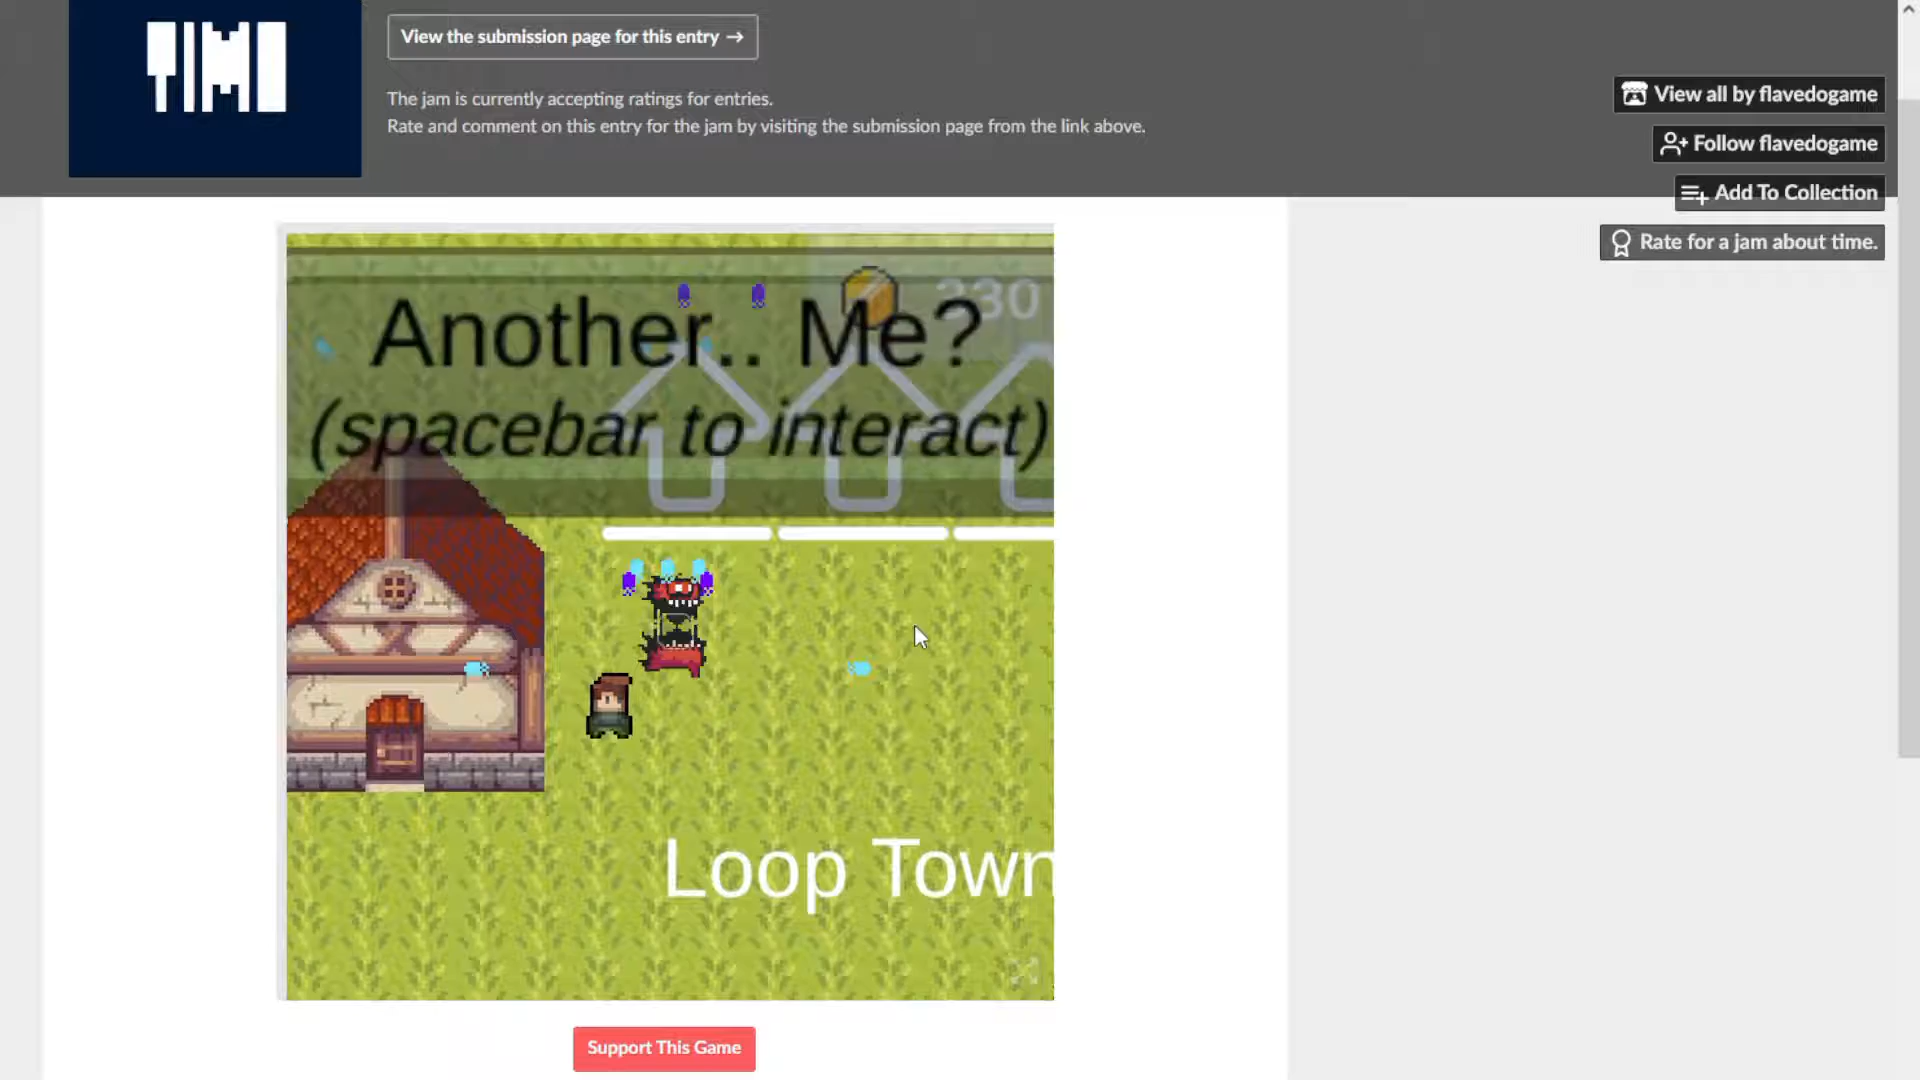 View the submission page for this entry →
The jam is currently accepting ratings for entries.
Rate and comment on this entry for the jam by visiting the submission page from the link above.
View all by flavedogame
Follow flavedogame
Add To Collection
Rate for a jam about time.
330
Another.. Me?
(spacebar to interact)
Loop Town
Support This Game